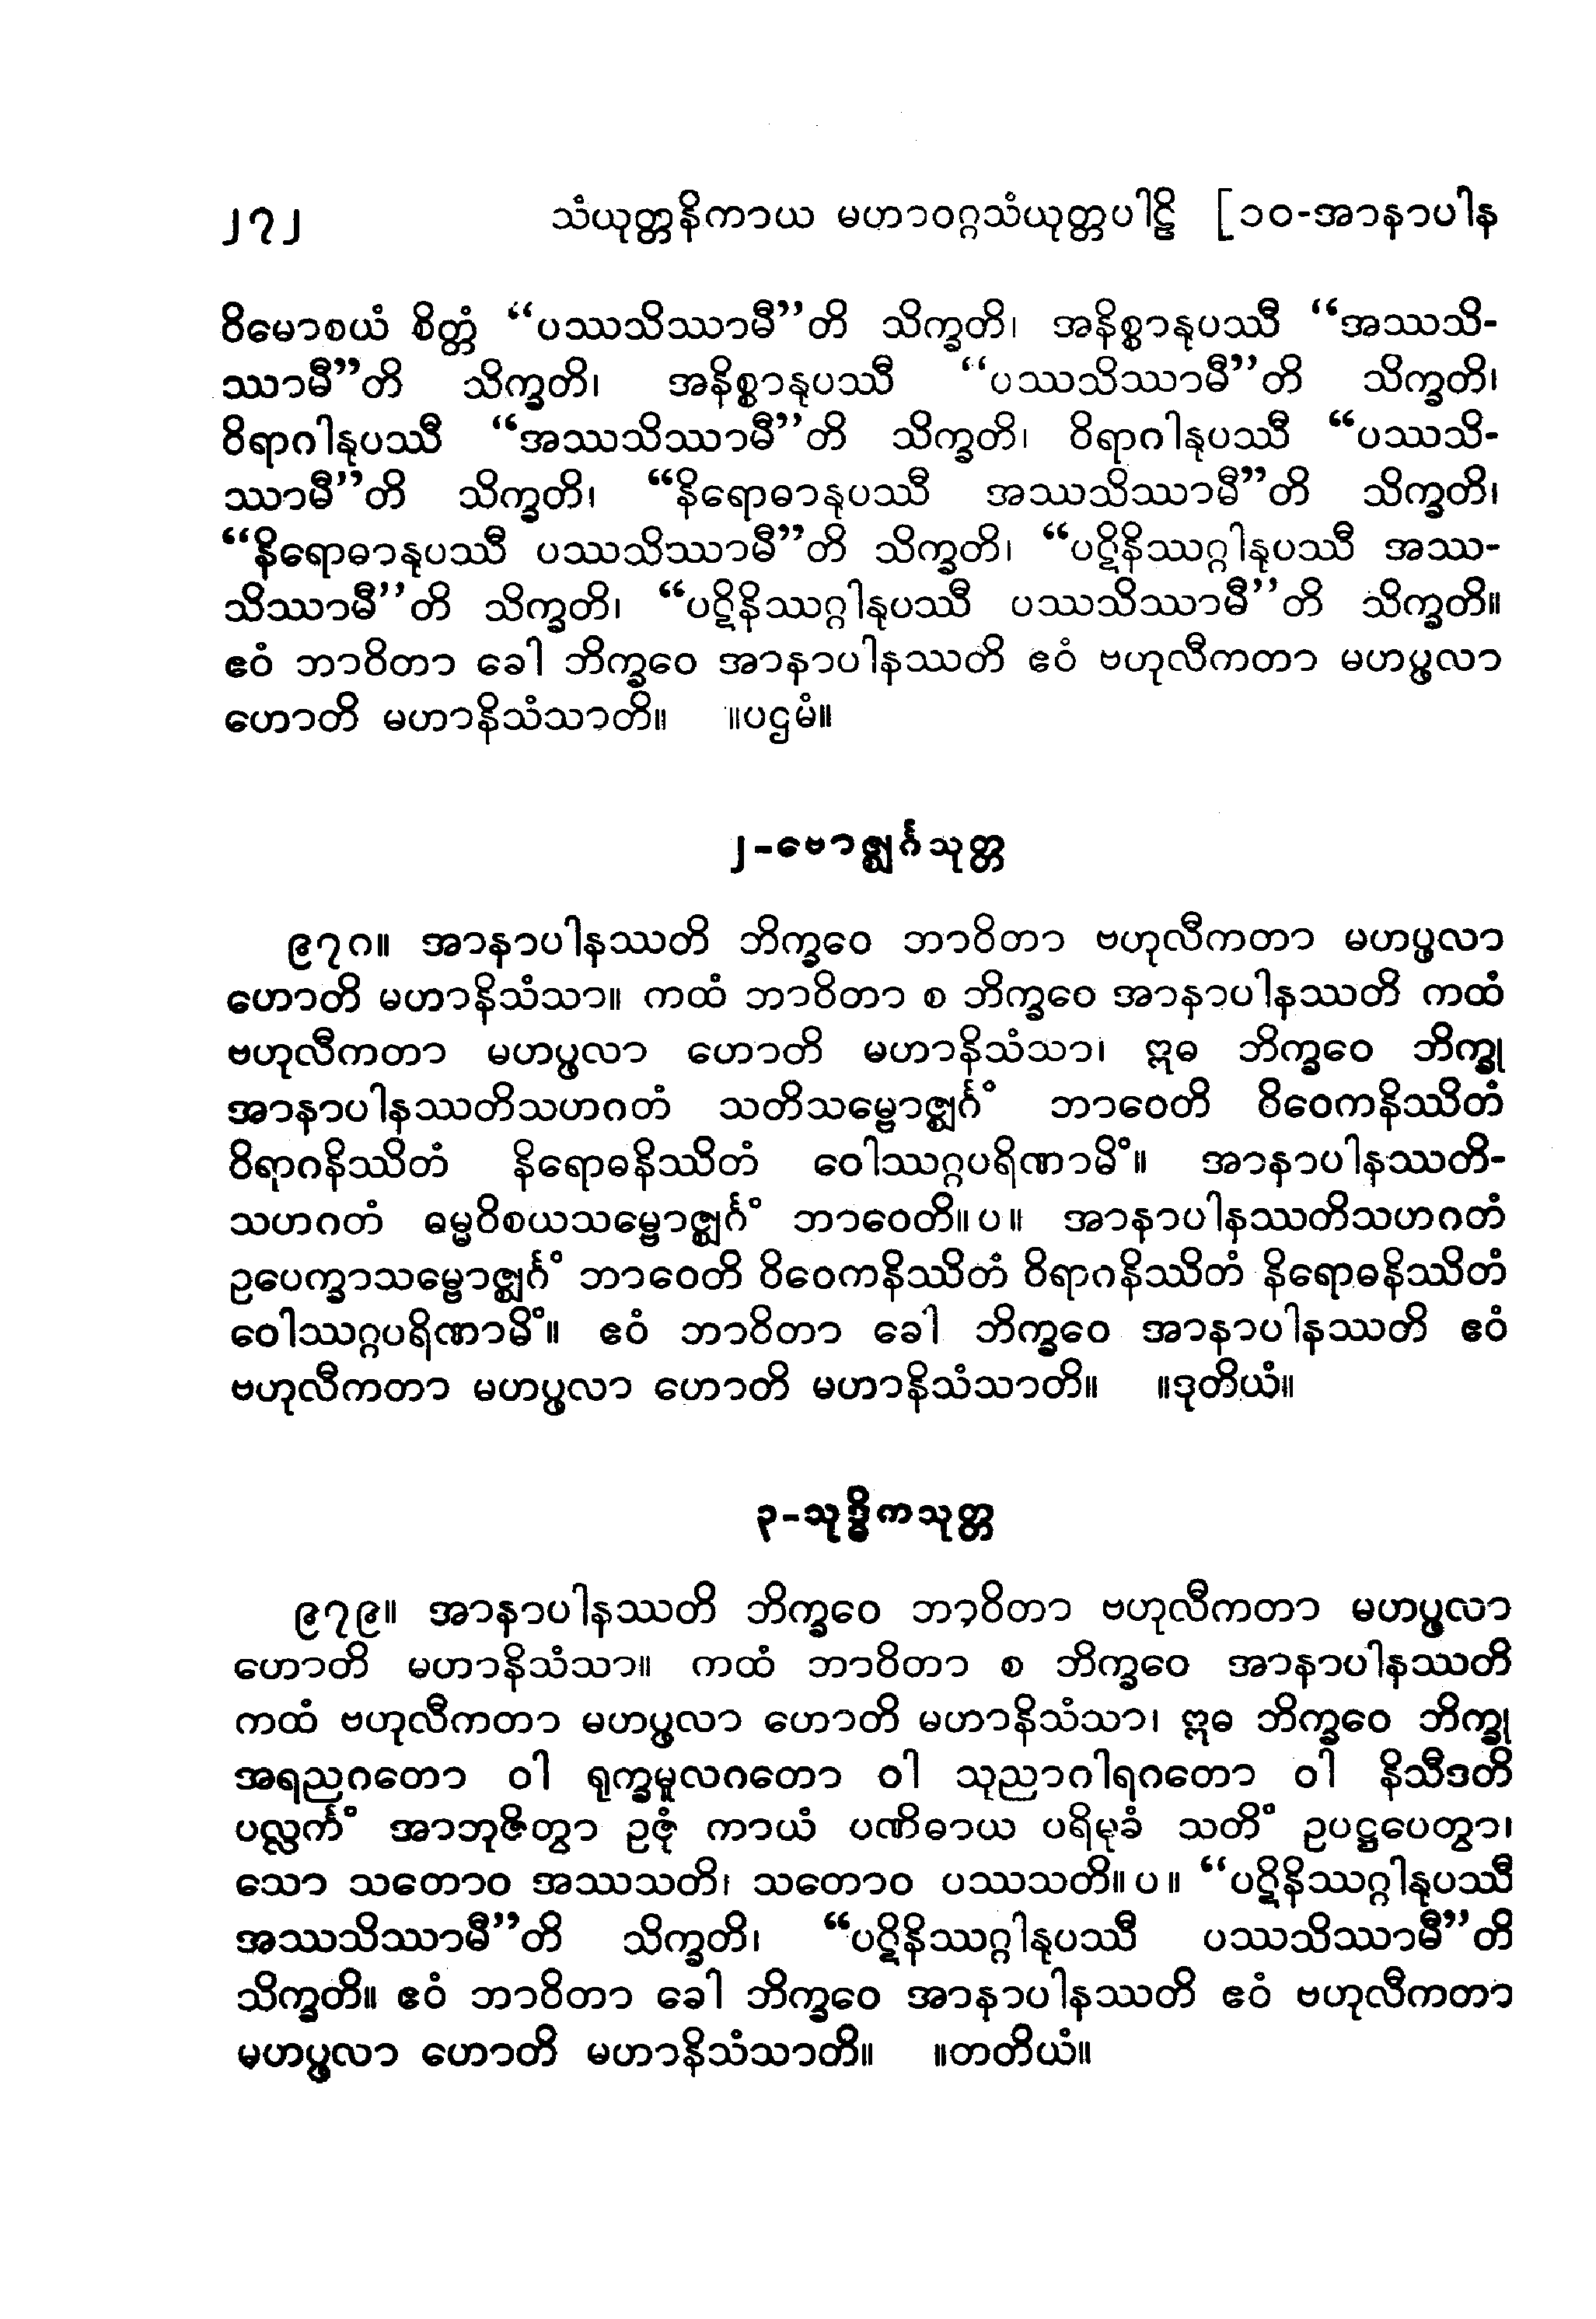 ၂၇၂ သံယုတ္တနိကာယ မဟာဝဂ္ဂသံယုတ္တပါဠိ [၁၀-အာနာပါန
ဝိမောစယံ စိတ္တံ “ပဿသိဿာမီ”တိ သိက္ခတိ၊ အနိစ္စာနုပဿီ “အဿသိ-
ဿာမီ”တိ သိက္ခတိ၊ အနိစ္စာနုပဿီ “ပဿသိဿာမီ”တိ သိက္ခတိ၊
ဝိရာဂါနုပဿီ “အဿသိဿာမီ”တိ သိက္ခတိ၊ ဝိရာဂါနုပဿီ “ပဿသိ-
ဿာမီ”တိ သိက္ခတိ၊ “နိရောဓာနုပဿီ အဿသိဿာမီ”တိ သိက္ခတိ၊
“နိရောဓာနုပဿီ ပဿသိဿာမီ”တိ သိက္ခတိ၊ “ပဋိနိဿဂ္ဂါနုပဿီ အဿ-
သိဿာမီ”တိ သိက္ခတိ၊ “ပဋိနိဿဂ္ဂါနုပဿီ ပဿသိဿာမီ”တိ သိက္ခတိ။
ဧဝံ ဘာဝိတာ ခေါ ဘိက္ခဝေ အာနာပါနဿတိ ဧဝံ ဗဟုလီကတာ မဟပ္ဖလာ
ဟောတိ မဟာနိသံသာတိ။ ။ပဌမံ။
၂-ဗောဇ္ဈင်္ဂသုတ္တ
၉၇၈။ အာနာပါနဿတိ ဘိက္ခဝေ ဘာဝိတာ ဗဟုလီကတာ မဟပ္ဖလာ
ဟောတိ မဟာနိသံသာ။ ကထံ ဘာဝိတာ စ ဘိက္ခဝေ အာနာပါနဿတိ ကထံ
ဗဟုလီကတာ မဟပ္ဖလာ ဟောတိ မဟာနိသံသာ၊ ဣဓ ဘိက္ခဝေ ဘိက္ခု
အာနာပါနဿတိသဟဂတံ သတိသမ္ဗောဇ္ဈင်္ဂံ ဘာဝေတိ ဝိဝေကနိဿိတံ
ဝိရာဂနိဿိတံ နိရောဓနိဿိတံ ဝေါဿဂ္ဂပရိဏာမိံ။ အာနာပါနဿတိ-
သဟဂတံ ဓမ္မဝိစယသမ္ဗောဇ္ဈင်္ဂံ ဘာဝေတိ။ပ။ အာနာပါနဿတိသဟဂတံ
ဥပေက္ခာသမ္ဗောဇ္ဈင်္ဂံ ဘာဝေတိ ဝိဝေကနိဿိတံ ဝိရာဂနိဿိတံ နိရောဓနိဿိတံ
ဝေါဿဂ္ဂပရိဏာမိံ။ ဧဝံ ဘာဝိတာ ခေါ ဘိက္ခဝေ အာနာပါနဿတိ ဧဝံ
ဗဟုလီကတာ မဟပ္ဖလာ ဟောတိ မဟာနိသံသာတိ။ ။ဒုတိယံ။
၃-သုဒ္ဓိကသုတ္တ
၉၇၉။ အာနာပါနဿတိ ဘိက္ခဝေ ဘာဝိတာ ဗဟုလီကတာ မဟပ္ဖလာ
ဟောတိ မဟာနိသံသာ။ ကထံ ဘာဝိတာ စ ဘိက္ခဝေ အာနာပါနဿတိ
ကထံ ဗဟုလီကတာ မဟပ္ဖလာ ဟောတိ မဟာနိသံသာ၊ ဣဓ ဘိက္ခဝေ ဘိက္ခု
အရညဂတော ဝါ ရုက္ခမူလဂတော ဝါ သုညာဂါရဂတော ဝါ နိသီဒတိ
ပလ္လင်္ကံ အာဘုဇိတွာ ဥဇုံ ကာယံ ပဏိဓာယ ပရိမုခံ သတိံ ဥပဋ္ဌပေတွာ၊
သော သတောဝ အဿသတိ၊ သတောဝ ပဿသတိ။ပ။ “ပဋိနိဿဂ္ဂါနုပဿီ
အဿသိဿာမီ”တိ သိက္ခတိ၊ “ပဋိနိဿဂ္ဂါနုပဿီ ပဿသိဿာမီ”တိ
သိက္ခတိ။ ဧဝံ ဘာဝိတာ ခေါ ဘိက္ခဝေ အာနာပါနဿတိ ဧဝံ ဗဟုလီကတာ
မဟပ္ဖလာ ဟောတိ မဟာနိသံသာတိ။ ။တတိယံ။